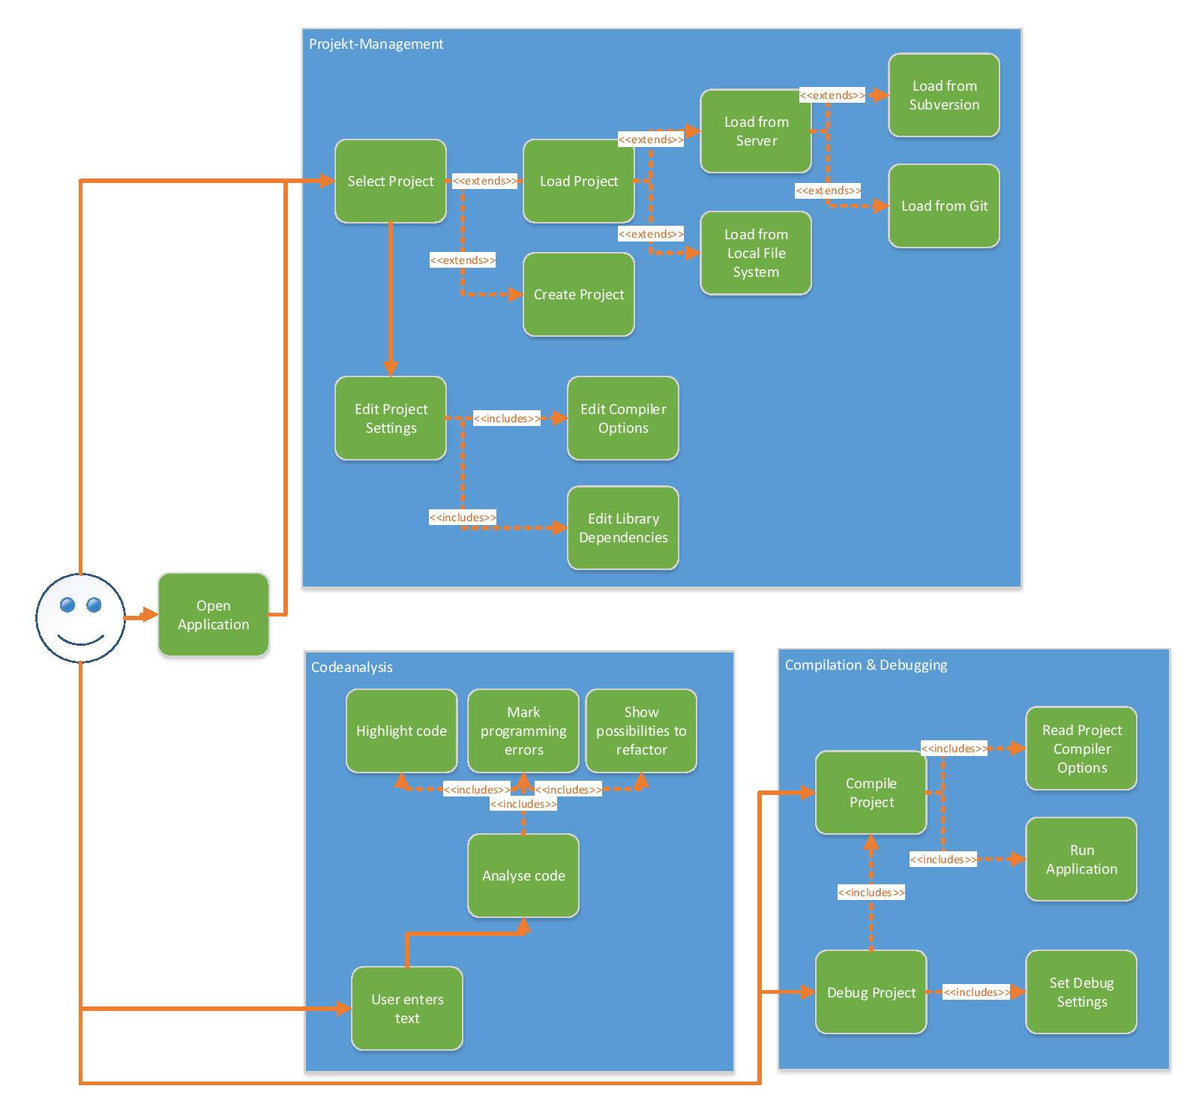 Projekt-Management
Load from
Subversion
<<extends>>
Load from
Server
<<extends>>
Select Project
<<extends>>
Load Project
<<extends>>
Load from Git
<<extends>>
Load from
Local File
System
<<extends>>
Create Project
Edit Project
Settings
<<includes>>
Edit Compiler
Options
<<includes>>
Edit Library
Dependencies
Open
Application
Codeanalysis
Highlight code
Mark
programming
errors
Show
possibilities to
refactor
<<includes>>
<<includes>>
<<includes>>
Analyse code
User enters
text
Compilation & Debugging
Read Project
Compiler
Options
<<includes>>
Compile
Project
<<includes>>
Run
Application
<<includes>>
Debug Project
<<includes>>
Set Debug
Settings